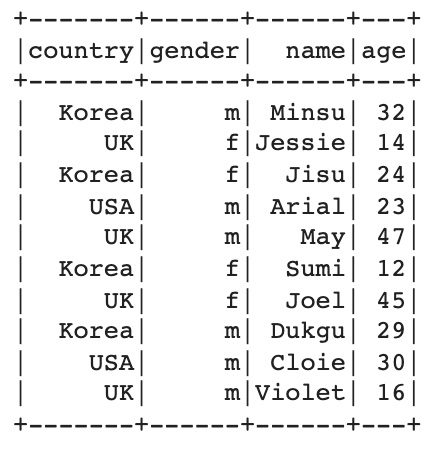 +-------+------+-------+---+
|country|gender|   name|age|
+-------+------+-------+---+
|  Korea|     m|  Minsu| 32|
|     UK|     f| Jessie| 14|
|  Korea|     f|   Jisu| 24|
|    USA|     m|  Arial| 23|
|     UK|     m|    May| 47|
|  Korea|     f|   Sumi| 12|
|     UK|     f|   Joel| 45|
|  Korea|     m|  Dukgu| 29|
|    USA|     m|  Cloie| 30|
|     UK|     m| Violet| 16|
+-------+------+-------+---+